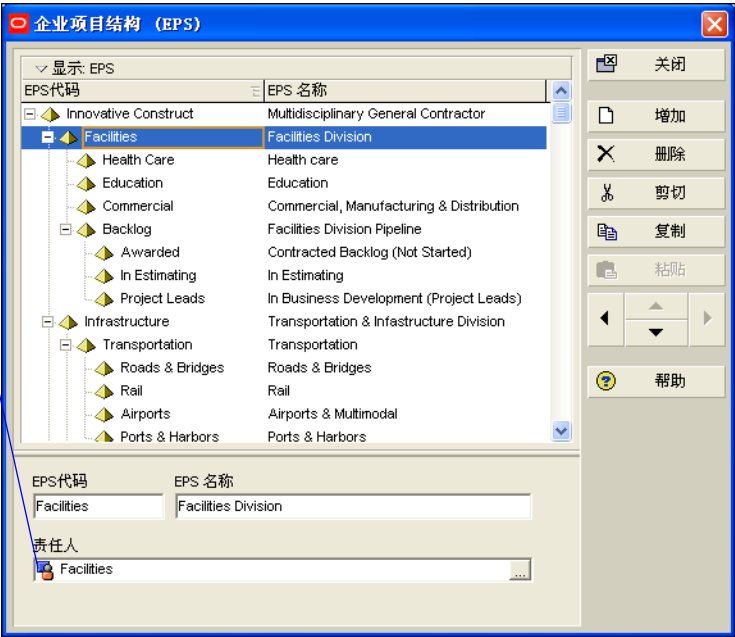 企业项目结构 (EPS)
显示: EPS
EPS代码 EPS 名称
Innovative Construct Multidisciplinary General Contractor
Facilities Facilities Division
Health Care Health care
Education Education
Commercial Commercial, Manufacturing & Distribution
Backlog Facilities Division Pipeline
Awarded Contracted Backlog (Not Started)
In Estimating In Estimating
Project Leads In Business Development (Project Leads)
Infrastructure Transportation & Infastructure Division
Transportation Transportation
Roads & Bridges Roads & Bridges
Rail Rail
Airports Airports & Multimodal
Ports & Harbors Ports & Harbors
EPS代码 EPS 名称
Facilities Facilities Division
责任人
Facilities
...
关闭
增加
删除
剪切
复制
粘贴
帮助